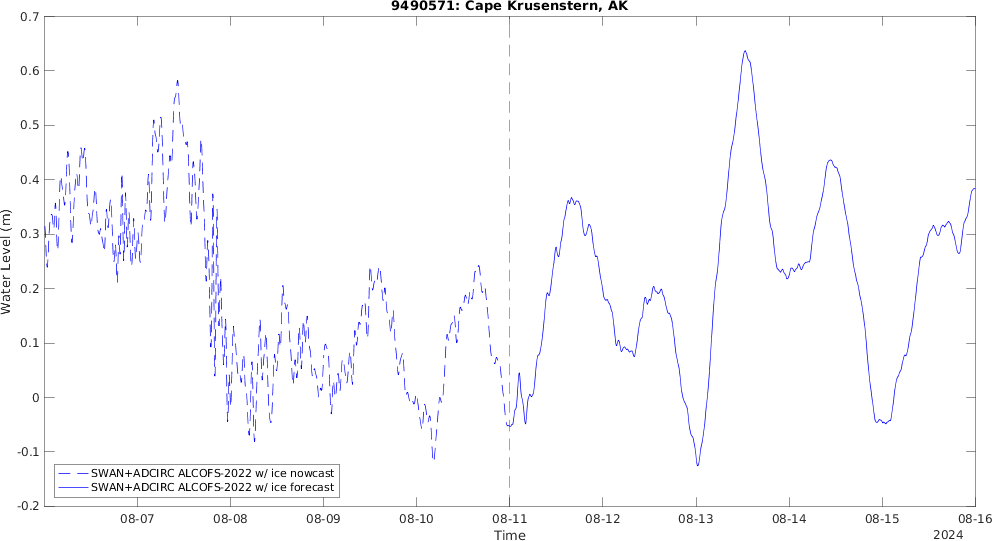 9490571: Cape Krusenstern, AK
0.7
0.6
0.5
0.4
0.3
0.2
0.1
0
-0.1
-0.2
Water Level (m)
SWAN+ADCIRC ALCOFS-2022 w/ ice nowcast
SWAN+ADCIRC ALCOFS-2022 w/ ice forecast
08-07 08-08 08-09 08-10 08-11 08-12 08-13 08-14 08-15 08-16
Time
2024